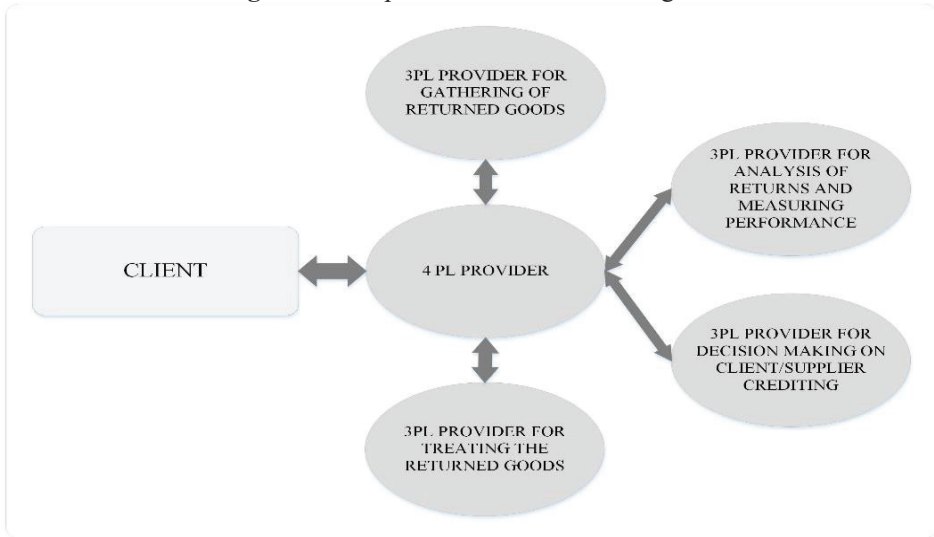 3PL PROVIDER FOR
GATHERING OF
RETURNED GOODS
3PL PROVIDER FOR
ANALYSIS OF
RETURNS AND
MEASURING
PERFORMANCE
CLIENT
4 PL PROVIDER
3PL PROVIDER FOR
DECISION MAKING ON
CLIENT/SUPPLIER
CREDITING
3PL PROVIDER FOR
TREATING THE
RETURNED GOODS